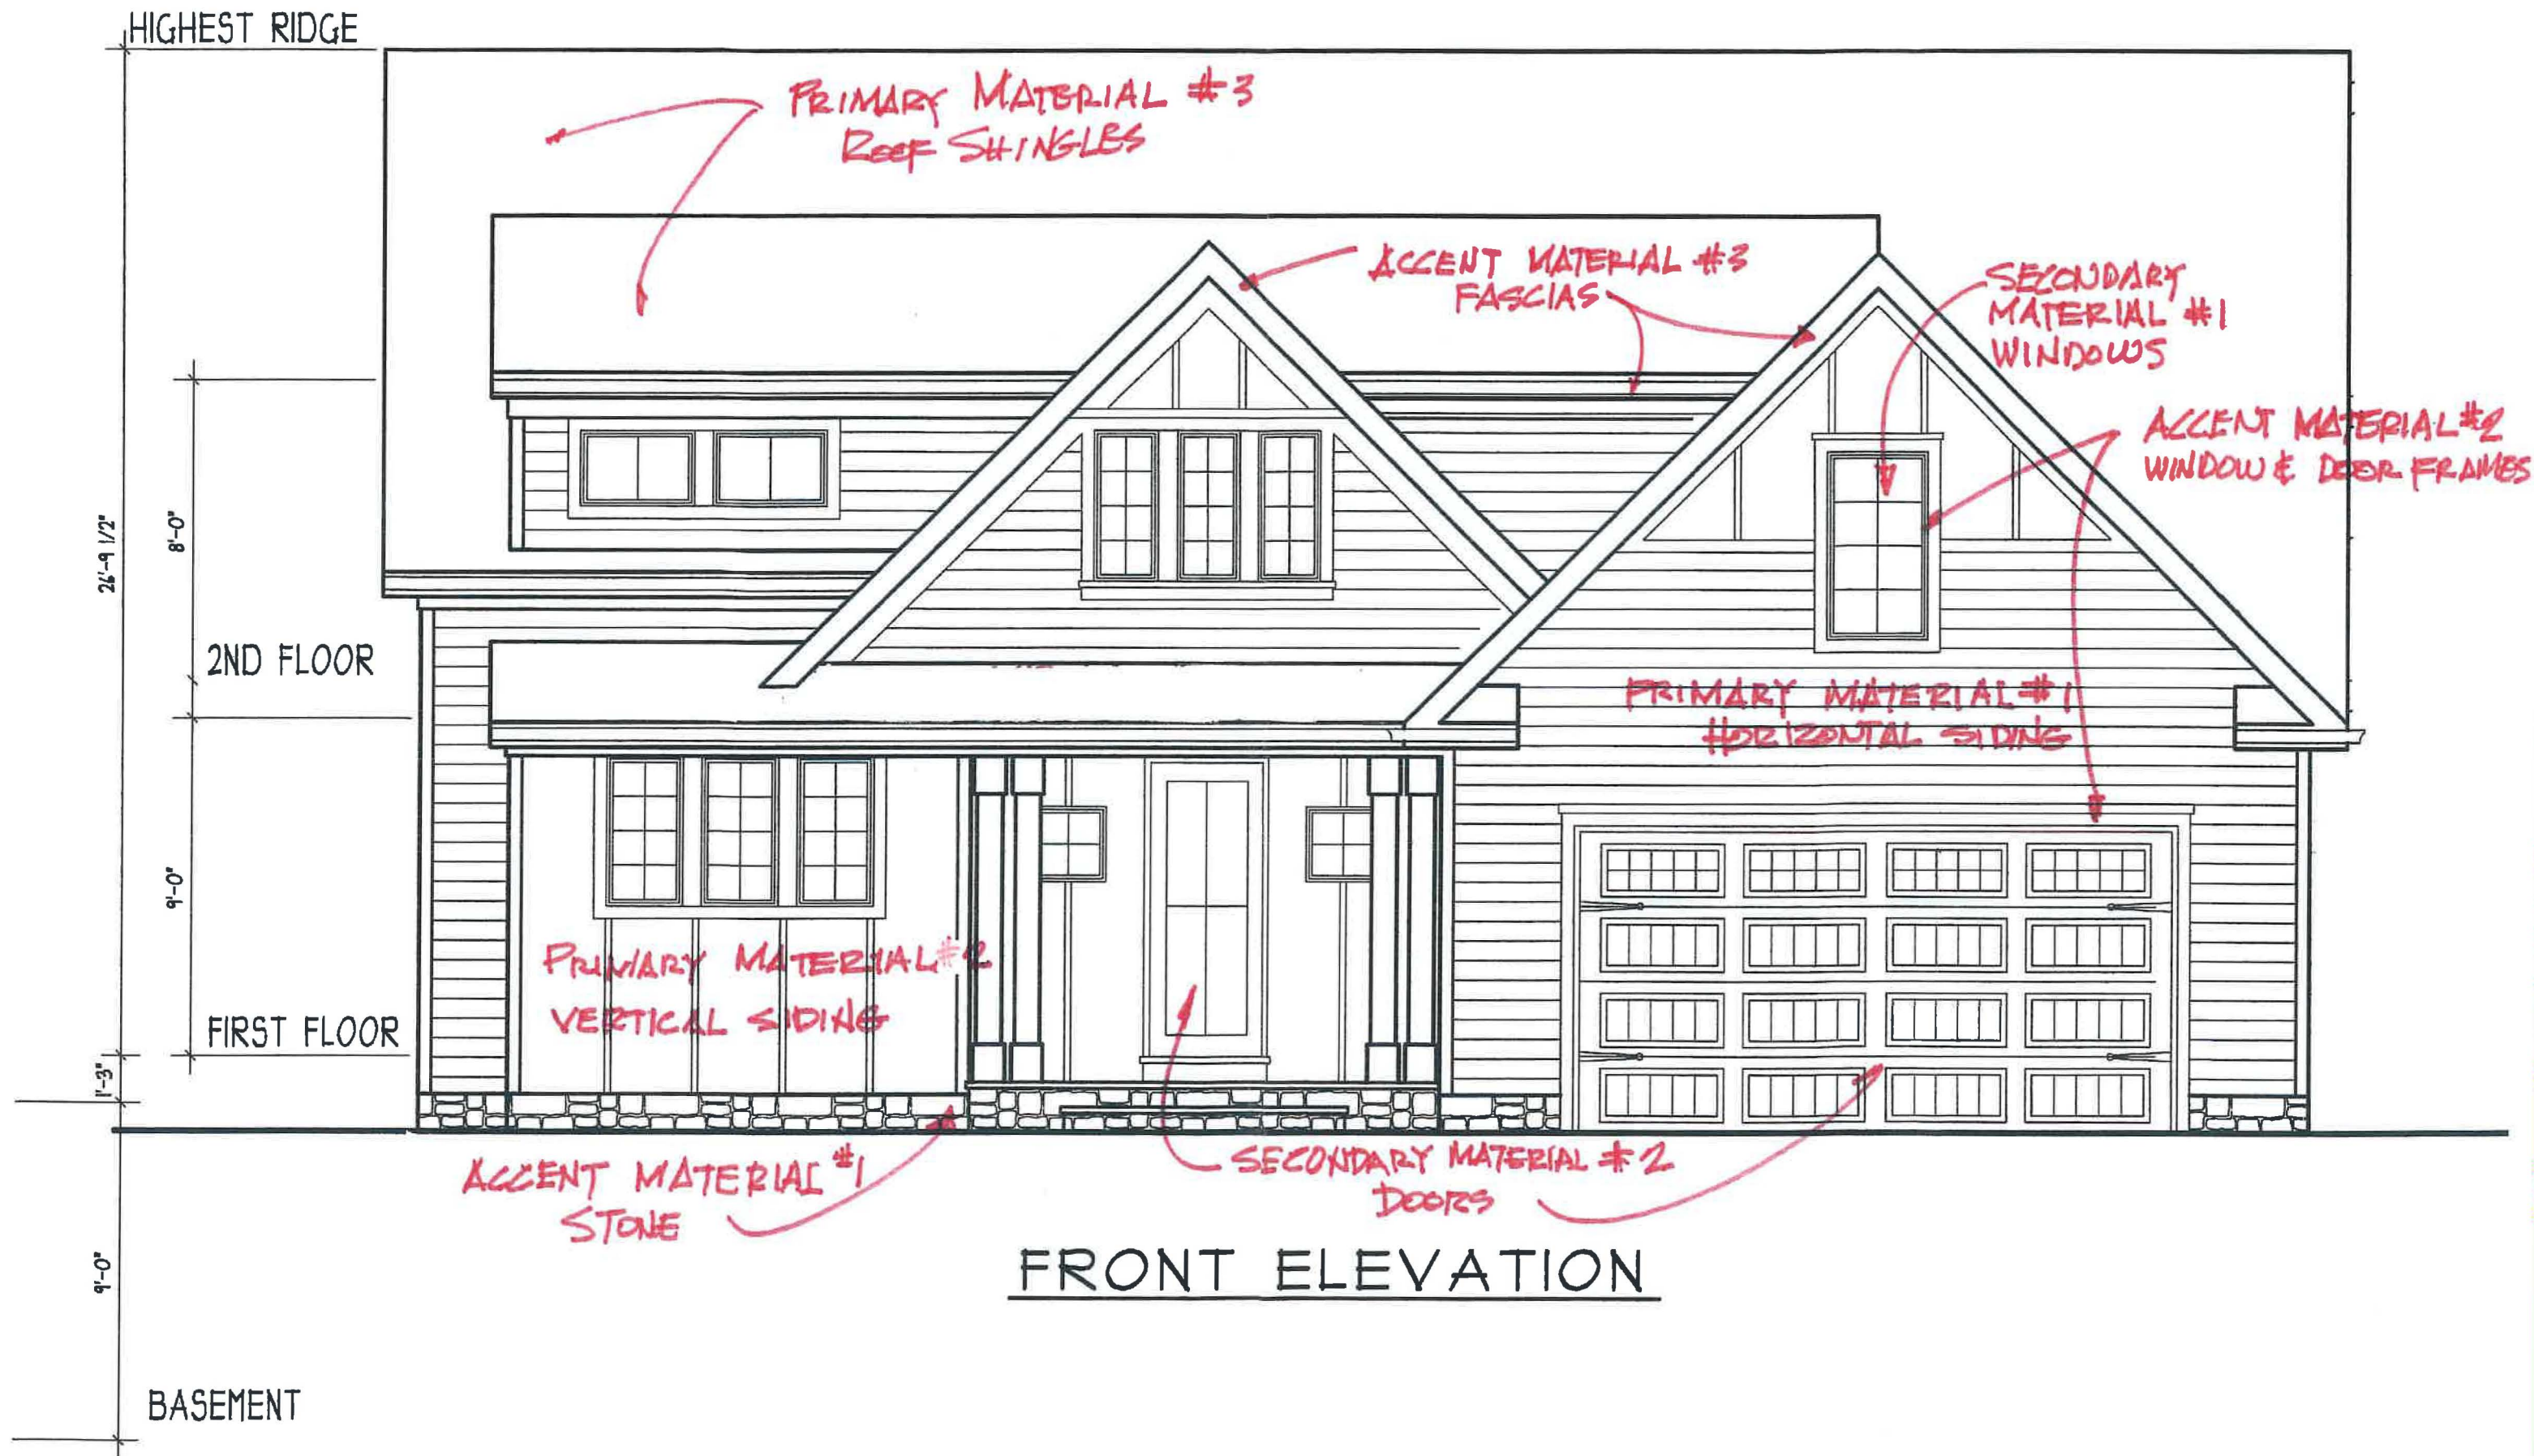 HIGHEST RIDGE
PRIMARY MATERIAL #3
ROOF SHINGLES
ACCENT MATERIAL #3
FASCIAS
SECONDARY
MATERIAL #1
WINDOWS
ACCENT MATERIAL #2
WINDOW & DOOR FRAMES
26'-9 1/2"
8'-0"
2ND FLOOR
PRIMARY MATERIAL #1
HORIZONTAL SIDING
9'-0"
PRIMARY MATERIAL #2
VERTICAL SIDING
FIRST FLOOR
1'-3"
ACCENT MATERIAL #1
STONE
SECONDARY MATERIAL #2
DOORS
FRONT ELEVATION
9'-0"
BASEMENT